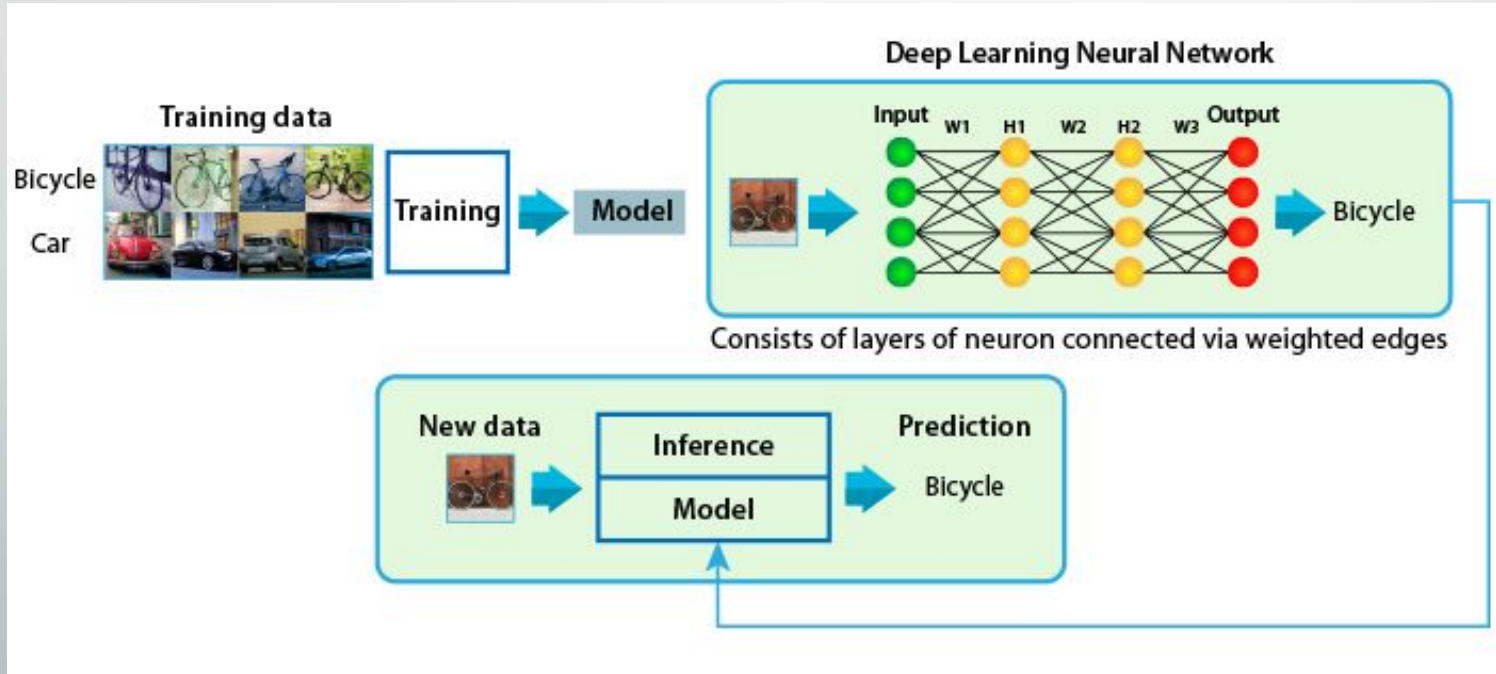 Deep Learning Neural Network
Training data
Bicycle
Car
Training
Model
Input W1 H1 W2 H2 W3 Output
Bicycle
Consists of layers of neuron connected via weighted edges
New data
Inference
Model
Prediction
Bicycle